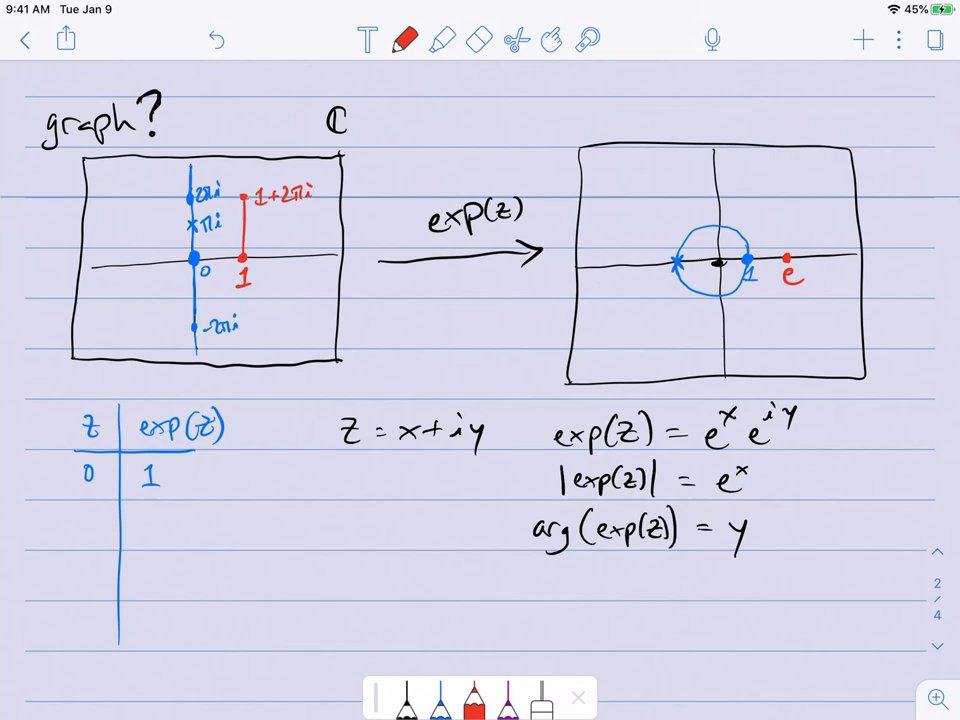 9:41 AM Tue Jan 9
45%
T
graph?
ℂ
2πi
πi
0
-2πi
1+2πi
1
exp(z)
1
e
z exp(z)
0 1
z = x + iy
exp(z) = e^x e^{iy}
|exp(z)| = e^x
arg(exp(z)) = y
2
/
4